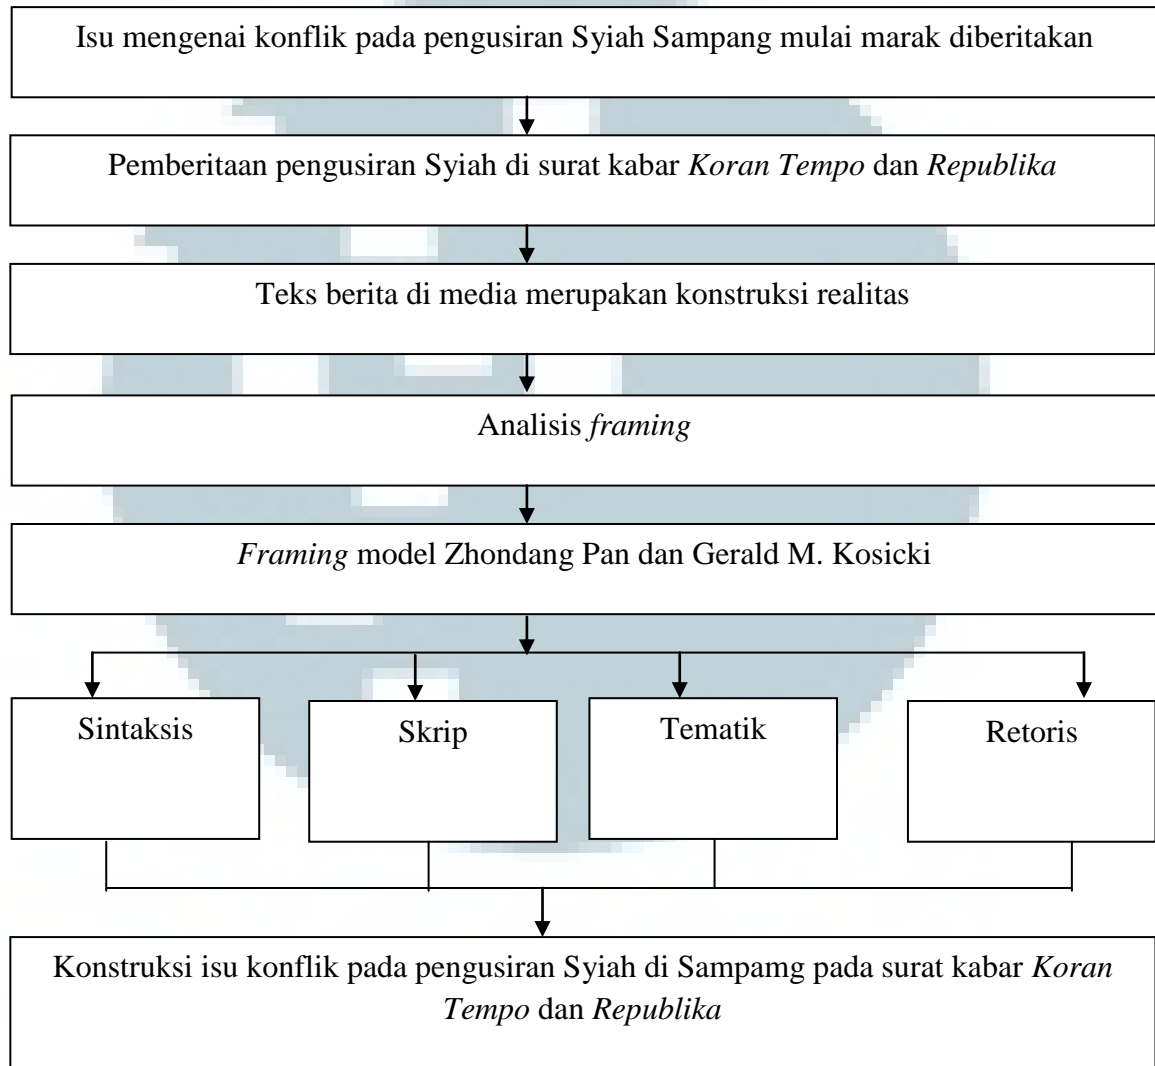 Isu mengenai konflik pada pengusiran Syiah Sampang mulai marak diberitakan
Pemberitaan pengusiran Syiah di surat kabar Koran Tempo dan Republika
Teks berita di media merupakan konstruksi realitas
Analisis framing
Framing model Zhondang Pan dan Gerald M. Kosicki
Sintaksis
Skrip
Tematik
Retoris
Konstruksi isu konflik pada pengusiran Syiah di Sampamg pada surat kabar Koran
Tempo dan Republika